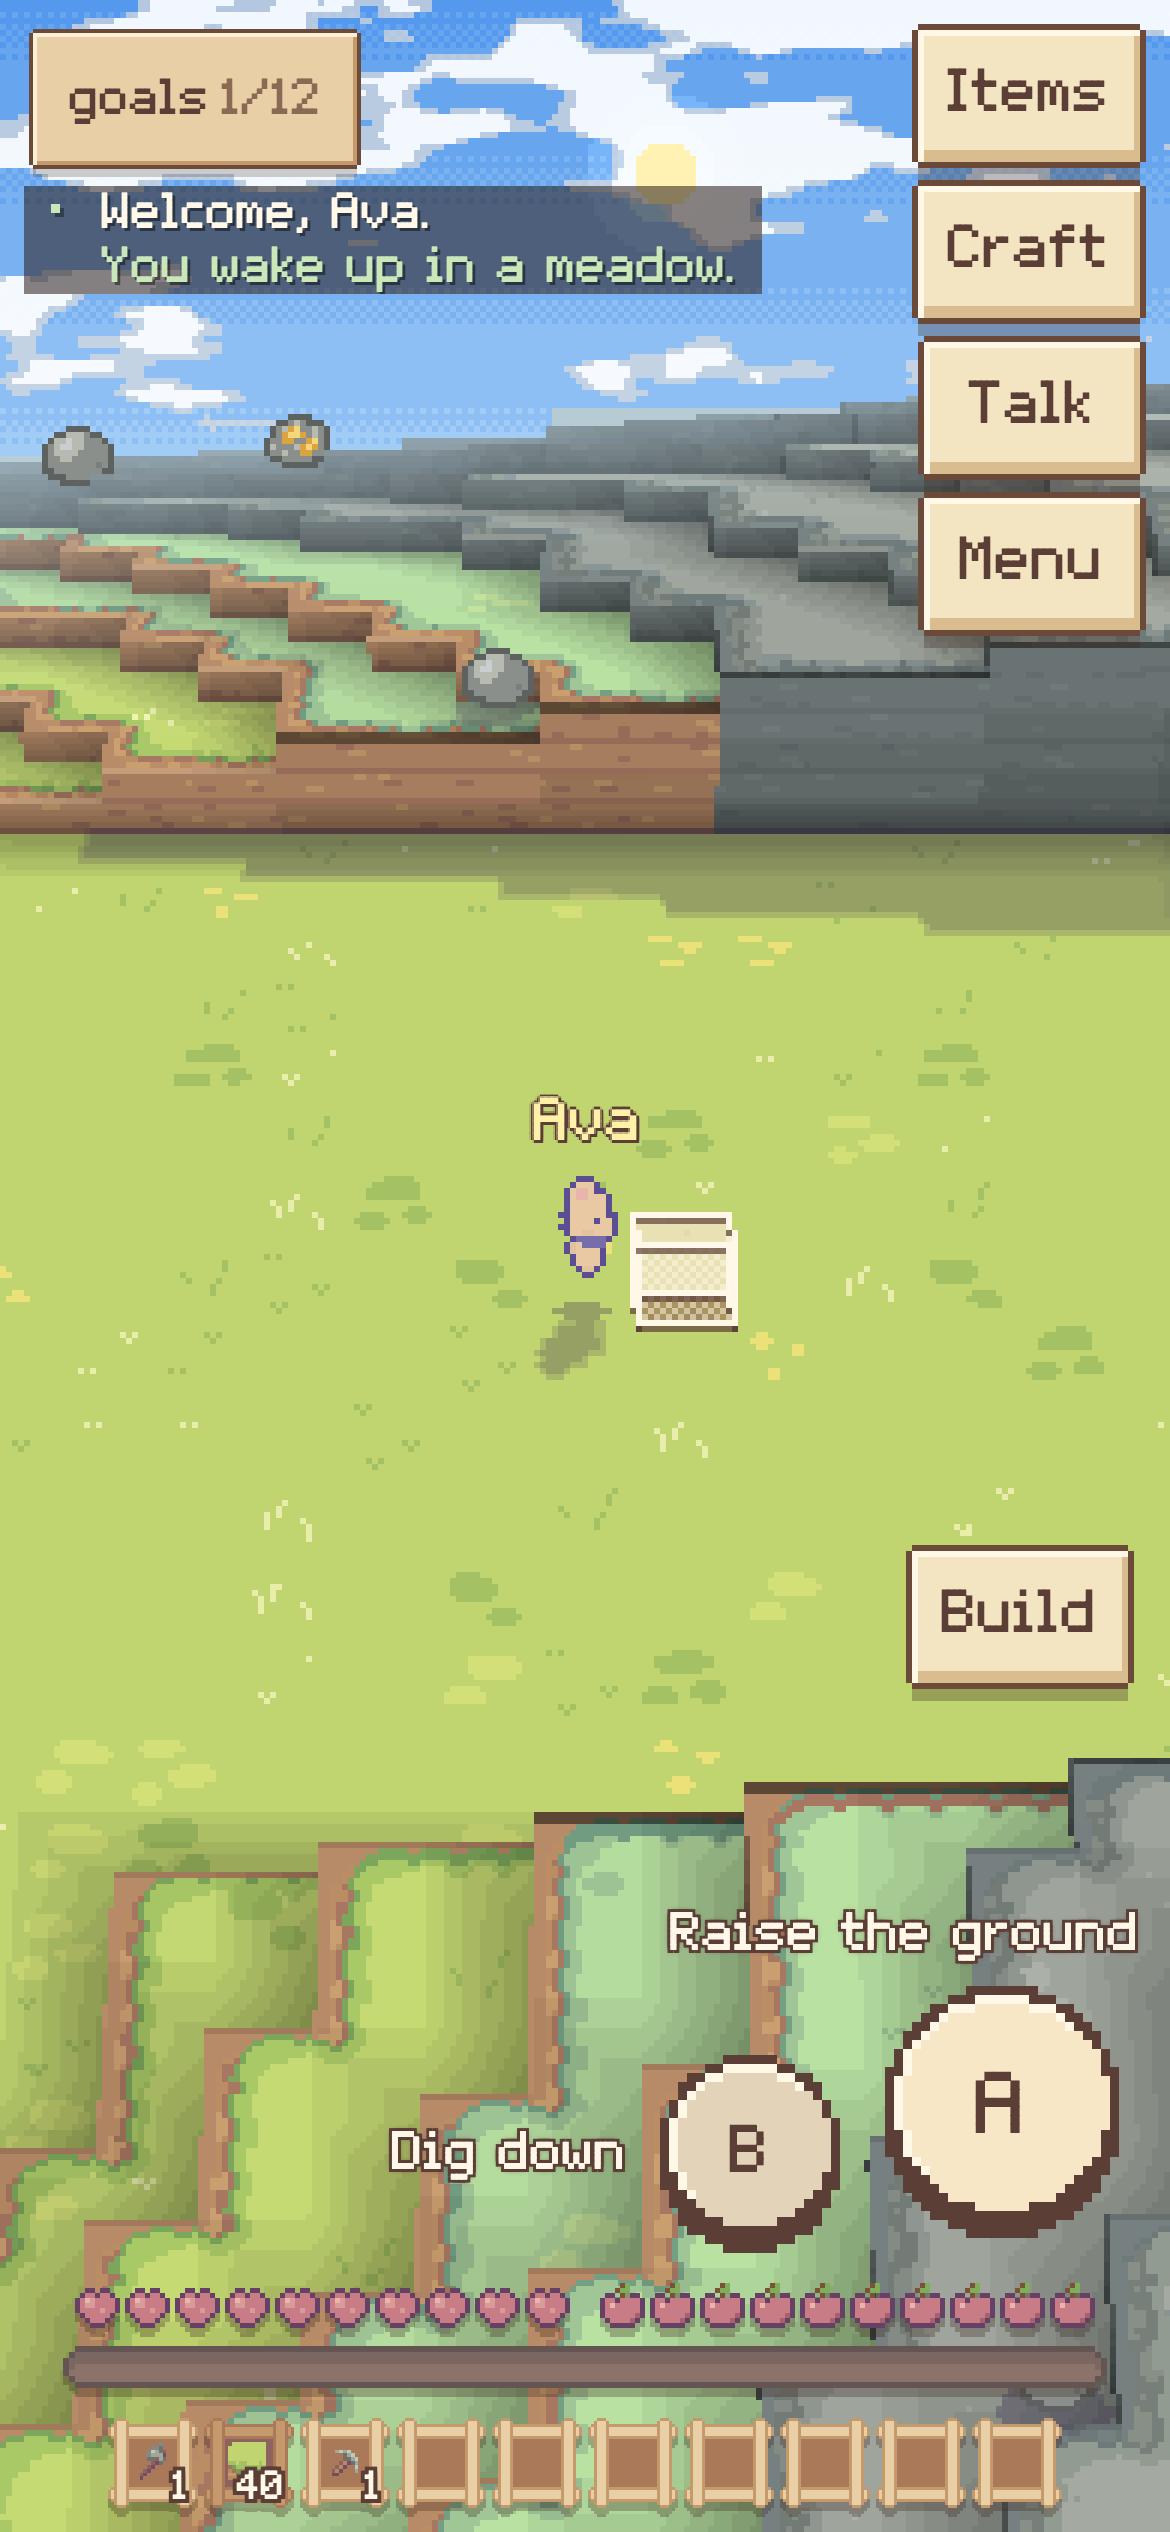 goals 1/12
Items
Welcome, Ava.
You wake up in a meadow.
Craft
Talk
Menu
Ava
Build
Raise the ground
A
Dig down
B
1
40
1